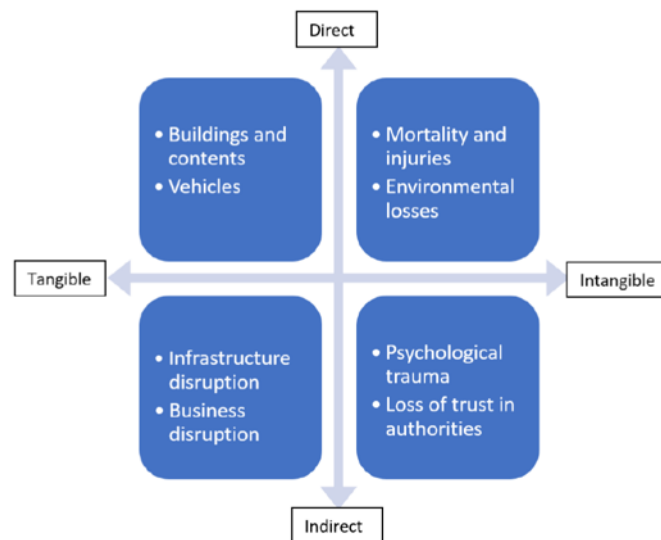 Direct
• Buildings and
contents
• Vehicles
• Mortality and
injuries
• Environmental
losses
Tangible
Intangible
• Infrastructure
disruption
• Business
disruption
• Psychological
trauma
• Loss of trust in
authorities
Indirect